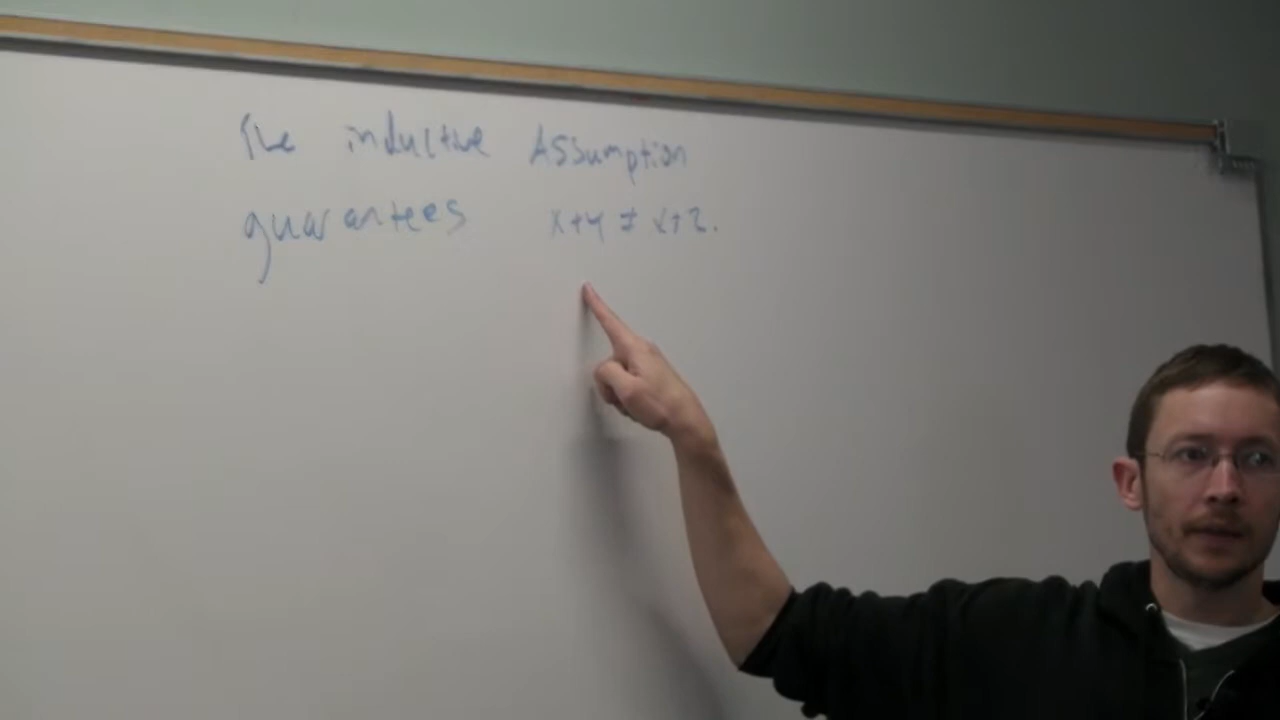 The inductive Assumption
guarantees x+y ≠ x+z.